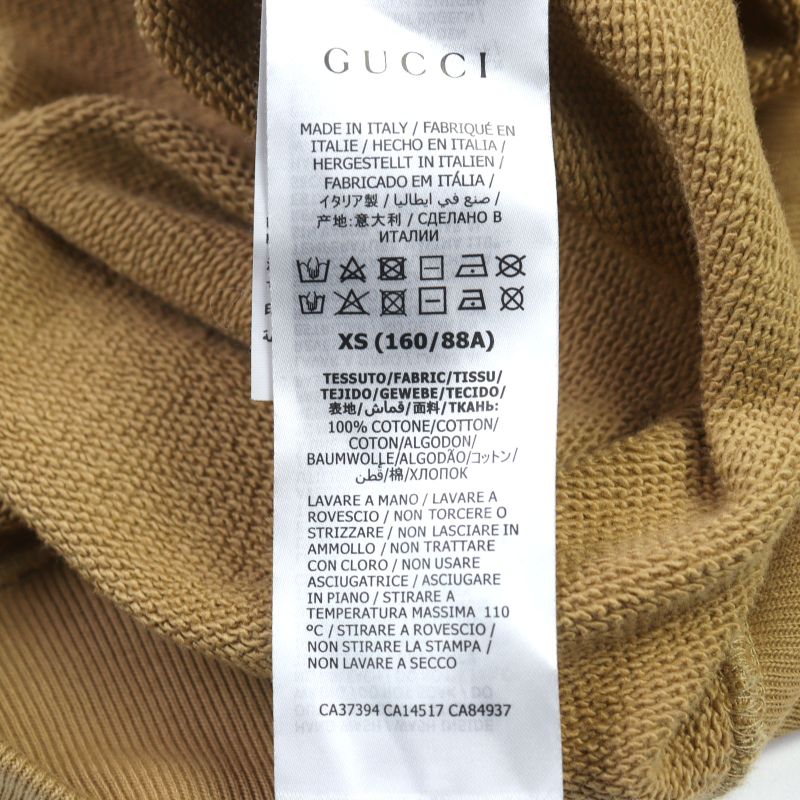 GUCCI
MADE IN ITALY / FABRIQUÉ EN
ITALIE / HECHO EN ITALIA /
HERGESTELLT IN ITALIEN /
FABRICADO EM ITÁLIA /
イタリア製 / صنع في ايطاليا /
产地:意大利 / СДЕЛАНО В
ИТАЛИИ
XS (160/88A)
TESSUTO/FABRIC/TISSU/
TEJIDO/GEWEBE/TECIDO/
表地/قماش/面料/ТКАНЬ:
100% COTONE/COTTON/
COTON/ALGODON/
BAUMWOLLE/ALGODÃO/コットン/
قطن/棉/ХЛОПОК
LAVARE A MANO / LAVARE A
ROVESCIO / NON TORCERE O
STRIZZARE / NON LASCIARE IN
AMMOLLO / NON TRATTARE
CON CLORO / NON USARE
ASCIUGATRICE / ASCIUGARE
IN PIANO / STIRARE A
TEMPERATURA MASSIMA 110
°C / STIRARE A ROVESCIO /
NON STIRARE LA STAMPA /
NON LAVARE A SECCO
CA37394 CA14517 CA84937